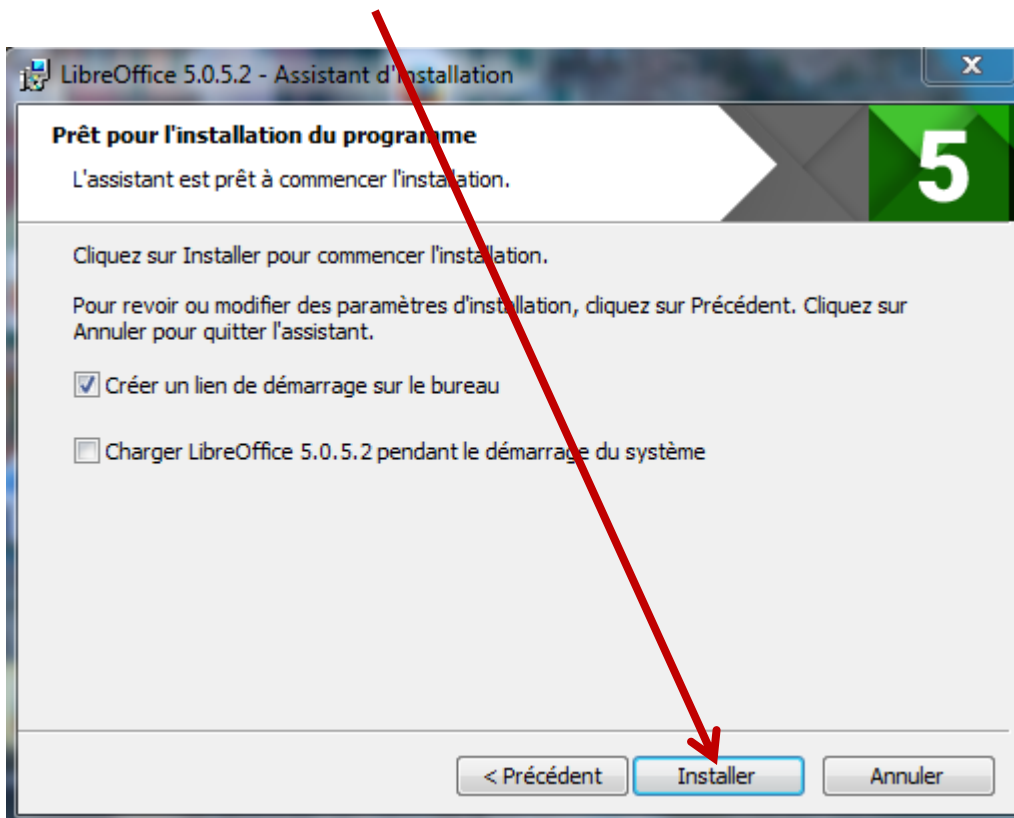 LibreOffice 5.0.5.2 - Assistant d'installation
x
Prêt pour l'installation du programme
L'assistant est prêt à commencer l'installation.
5
Cliquez sur Installer pour commencer l'installation.
Pour revoir ou modifier des paramètres d'installation, cliquez sur Précédent. Cliquez sur
Annuler pour quitter l'assistant.
Créer un lien de démarrage sur le bureau
Charger LibreOffice 5.0.5.2 pendant le démarrage du système
< Précédent Installer Annuler